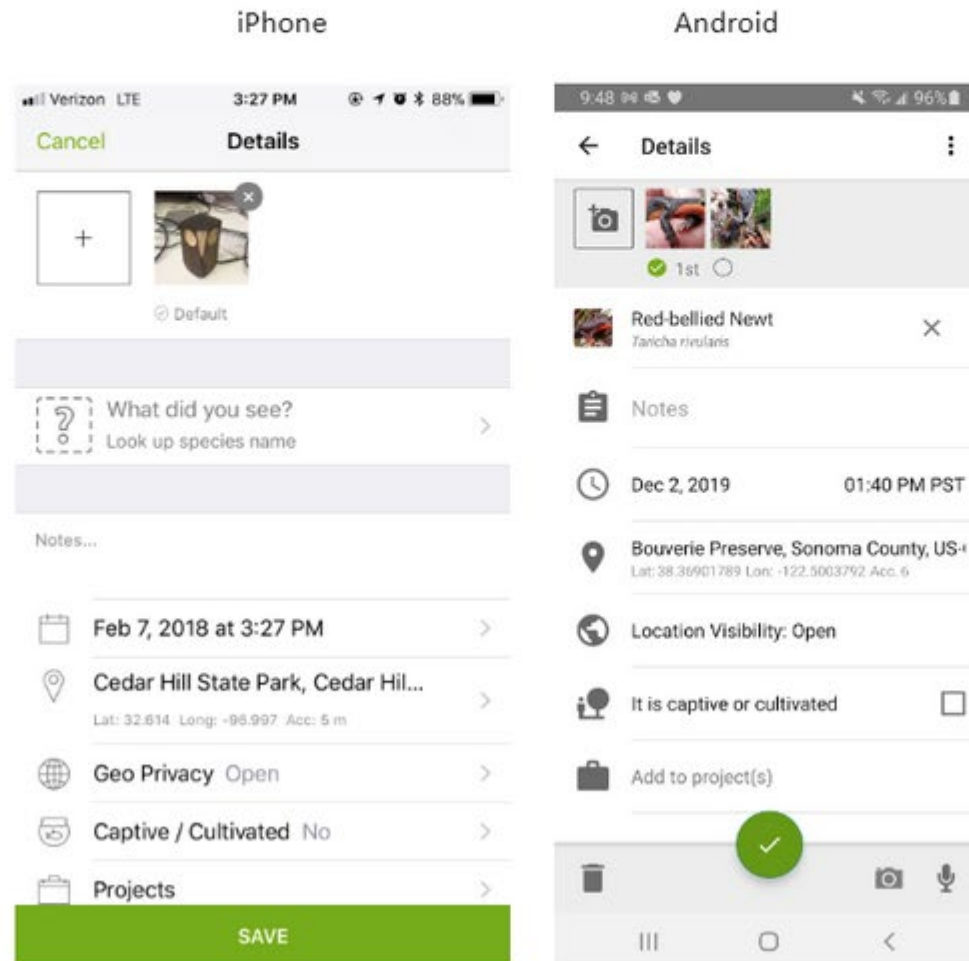 iPhone
Android
Verizon LTE 3:27 PM 88%
Cancel Details
+
Default
?
What did you see?
Look up species name
Notes...
Feb 7, 2018 at 3:27 PM
Cedar Hill State Park, Cedar Hil...
Lat: 32.614 Long: -96.997 Acc: 5 m
Geo Privacy Open
Captive / Cultivated No
Projects
SAVE
9:48 96%
Details
1st
Red-bellied Newt
Taricha rivularis
Notes
Dec 2, 2019 01:40 PM PST
Bouverie Preserve, Sonoma County, US-
Lat: 38.36901789 Lon: -122.5003792 Acc. 6
Location Visibility: Open
It is captive or cultivated
Add to project(s)